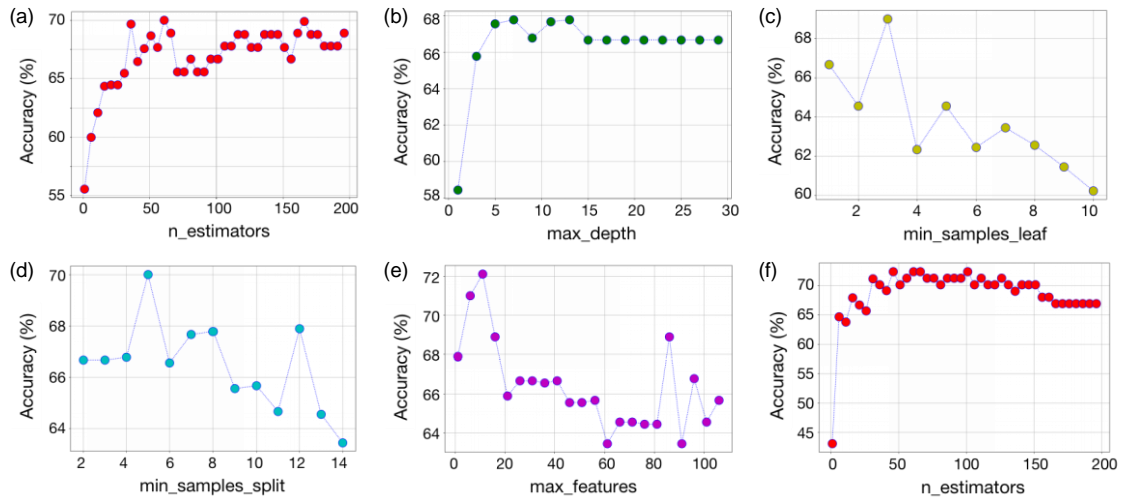 (a)
Accuracy (%)
70
65
60
55
0 50 100 150 200
n_estimators
(b)
Accuracy (%)
68
66
64
62
60
58
0 5 10 15 20 25 30
max_depth
(c)
Accuracy (%)
68
66
64
62
60
2 4 6 8 10
min_samples_leaf
(d)
Accuracy (%)
70
68
66
64
2 4 6 8 10 12 14
min_samples_split
(e)
Accuracy (%)
72
70
68
66
64
0 20 40 60 80 100
max_features
(f)
Accuracy (%)
70
65
60
55
50
45
0 50 100 150 200
n_estimators